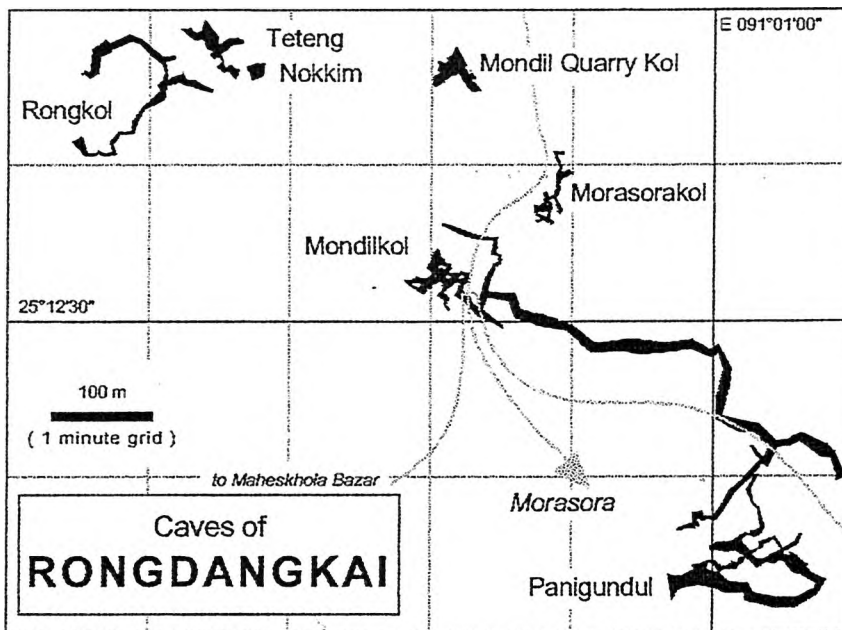 E 091°01'00"
Teteng
Nokkim
Mondil Quarry Kol
Rongkol
Morasorakol
Mondilkol
25°12'30"
100 m
( 1 minute grid )
to Maheskhola Bazar
Morasora
Caves of
RONGDANGKAI
Panigundul